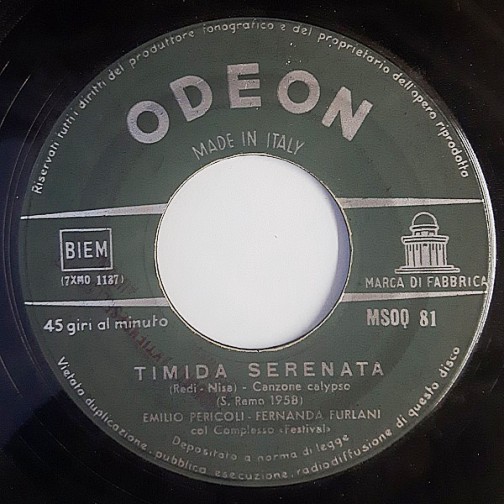 Riservati tutti i diritti del produttore fonografico e del proprietario dell'opera riprodotta
ODEON
MADE IN ITALY
BIEM
(7XMO 1137)
MARCA DI FABBRICA
45 giri al minuto
MSOQ 81
TIMIDA SERENATA
(Redi - Nisa) - Canzone calypso
(S. Remo 1958)
EMILIO PERICOLI - FERNANDA FURLANI
col Complesso «Festival»
Depositato a norma di legge
Vietata duplicazione, pubblica esecuzione, radiodiffusione di questo disco